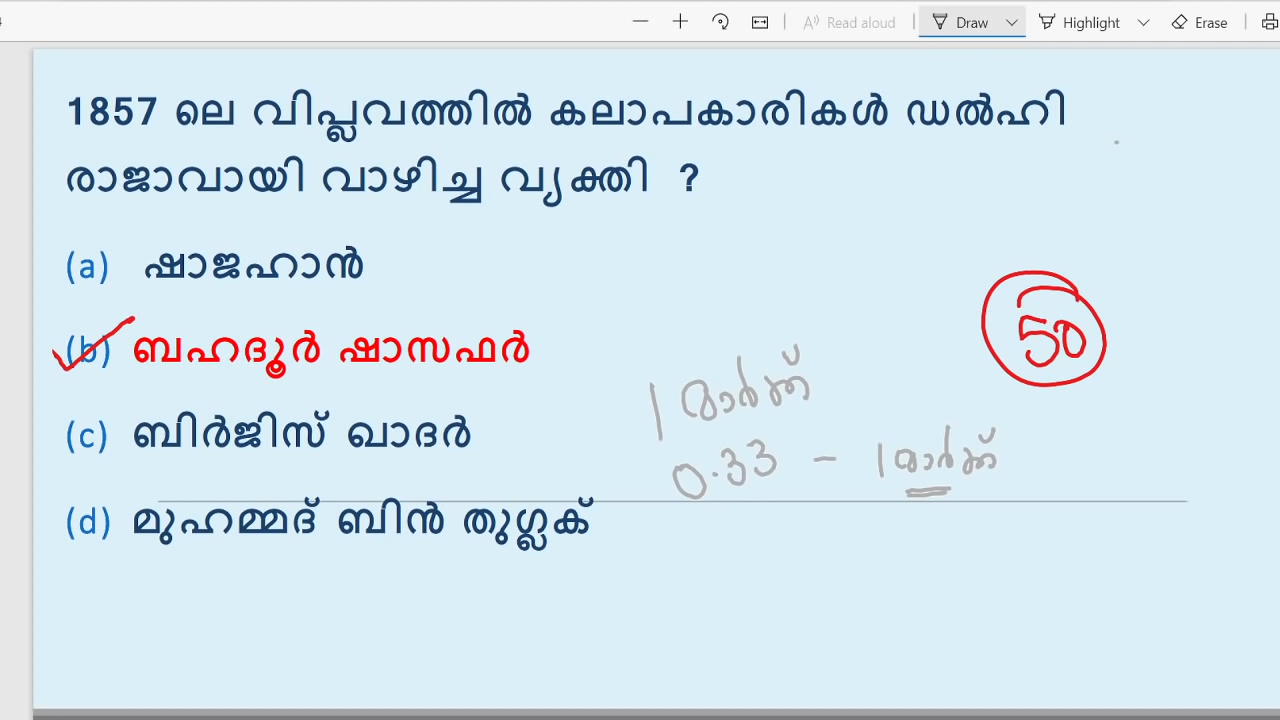 Read aloud Draw Highlight Erase
1857 ലെ വിപ്ലവത്തിൽ കലാപകാരികൾ ഡൽഹി
രാജാവായി വാഴിച്ച വ്യക്തി ?
(a) ഷാജഹാൻ
(b) ബഹദൂർ ഷാസഫർ
50
1 മാർക്ക്
(c) ബിർജിസ് ഖാദർ
0.33 - 1 മാർക്ക്
(d) മുഹമ്മദ് ബിൻ തുഗ്ലക്